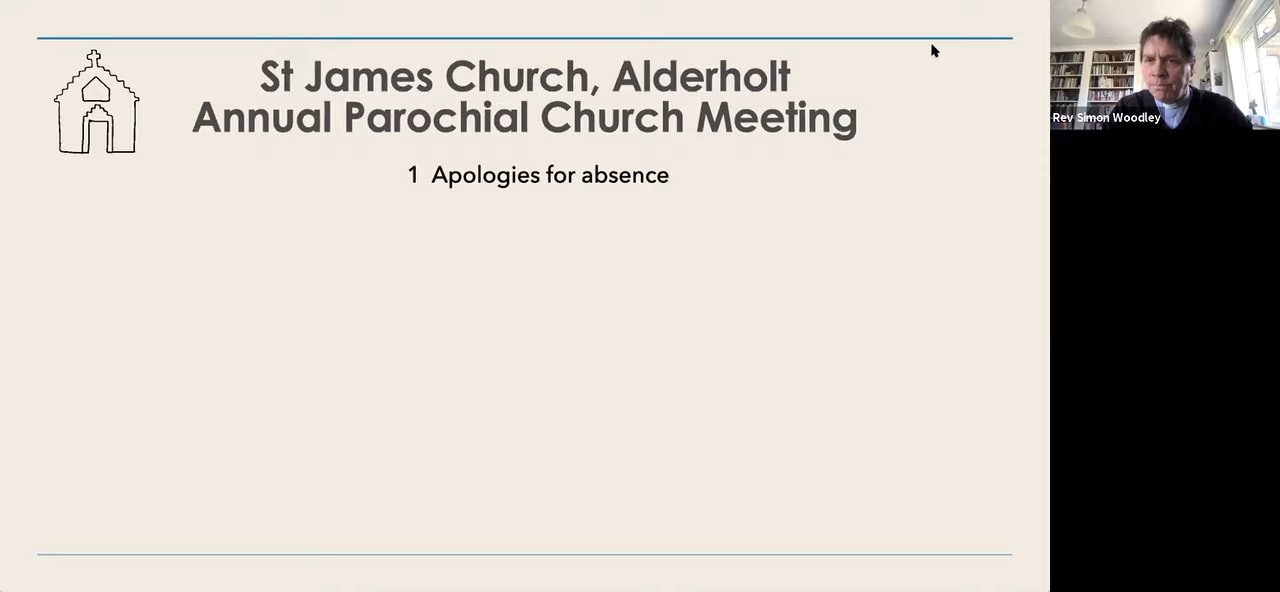 St James Church, Alderholt
Annual Parochial Church Meeting
1 Apologies for absence
Rev Simon Woodley